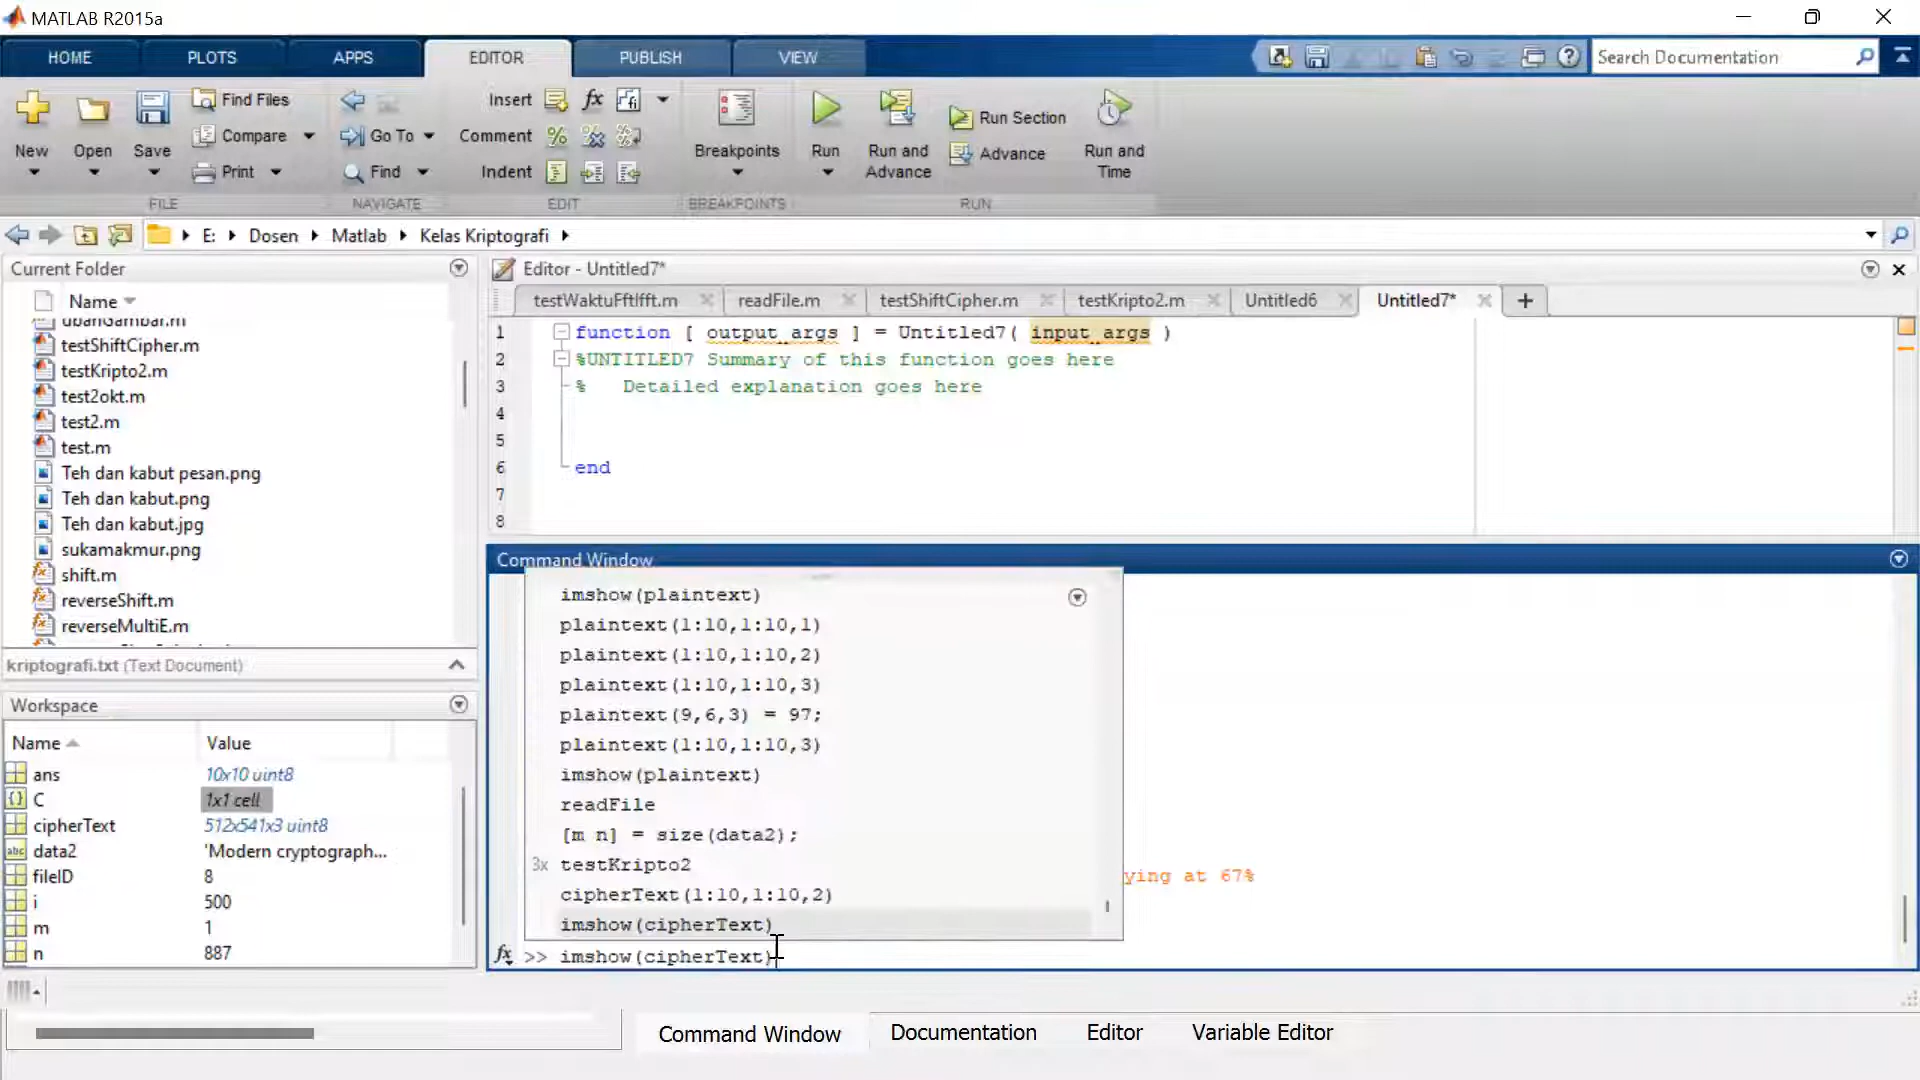 MATLAB R2015a
HOME
PLOTS
APPS
EDITOR
PUBLISH
VIEW
Search Documentation
New
Open
Save
Find Files
Compare
Print
Go To
Find
Insert
fx
fi
Comment
%
Indent
Breakpoints
Run
Run and Advance
Run Section
Advance
Run and Time
FILE
NAVIGATE
EDIT
BREAKPOINTS
RUN
E: Dosen Matlab Kelas Kriptografi
Current Folder
Name
ubahGambar.m
testShiftCipher.m
testKripto2.m
test2okt.m
test2.m
test.m
Teh dan kabut pesan.png
Teh dan kabut.png
Teh dan kabut.jpg
sukamakmur.png
shift.m
reverseShift.m
reverseMultiE.m
kriptografi.txt (Text Document)
Workspace
Name Value
ans 10x10 uint8
C 1x1 cell
cipherText 512x541x3 uint8
data2 'Modern cryptograph...
fileID 8
i 500
m 1
n 887
Editor - Untitled7*
testWaktuFftIfft.m readFile.m testShiftCipher.m testKripto2.m Untitled6 Untitled7*
1 function [ output_args ] = Untitled7( input_args )
2 %UNTITLED7 Summary of this function goes here
3 % Detailed explanation goes here
4
5
6 end
7
8
Command Window
imshow(plaintext)
plaintext(1:10,1:10,1)
plaintext(1:10,1:10,2)
plaintext(1:10,1:10,3)
plaintext(9,6,3) = 97;
plaintext(1:10,1:10,3)
imshow(plaintext)
readFile
[m n] = size(data2);
3x testKripto2
cipherText(1:10,1:10,2)
imshow(cipherText)
ying at 67%
fx >> imshow(cipherText)
Command Window
Documentation
Editor
Variable Editor